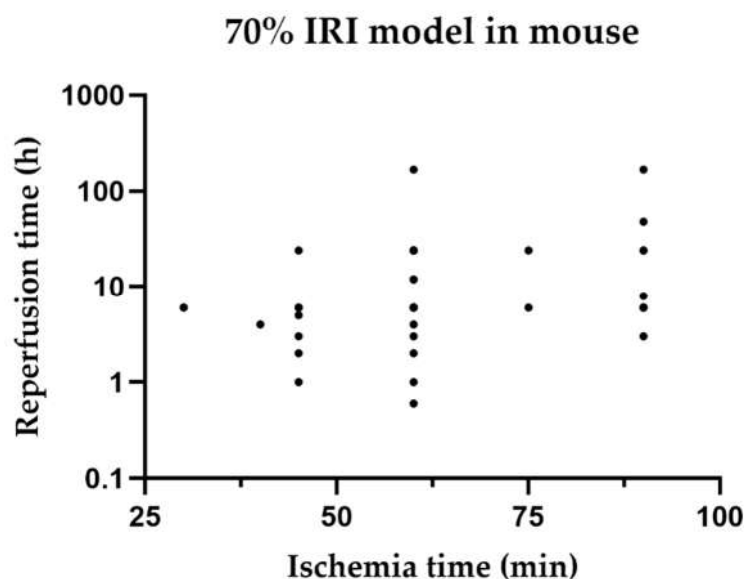 70% IRI model in mouse
Reperfusion time (h)
1000
100
10
1
0.1
25 50 75 100
Ischemia time (min)